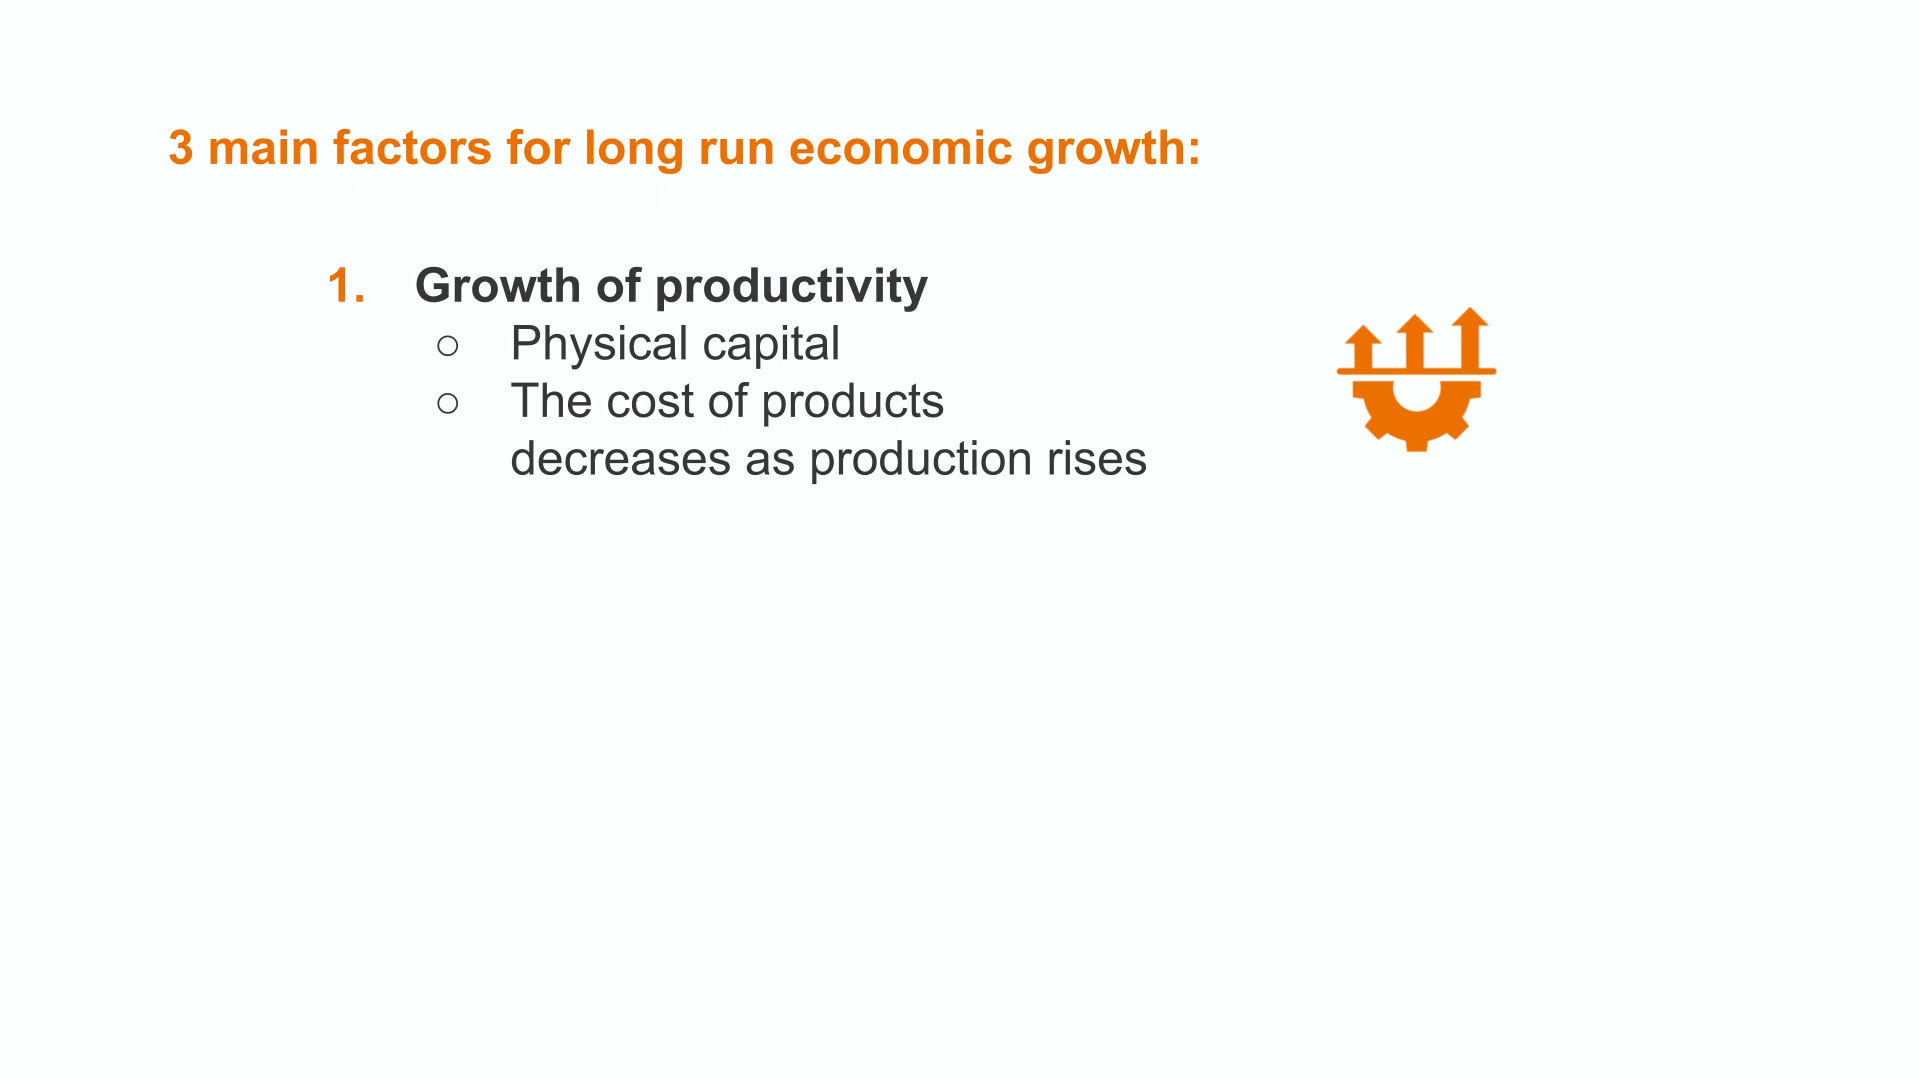 3 main factors for long run economic growth:
1. Growth of productivity
○ Physical capital
○ The cost of products
decreases as production rises